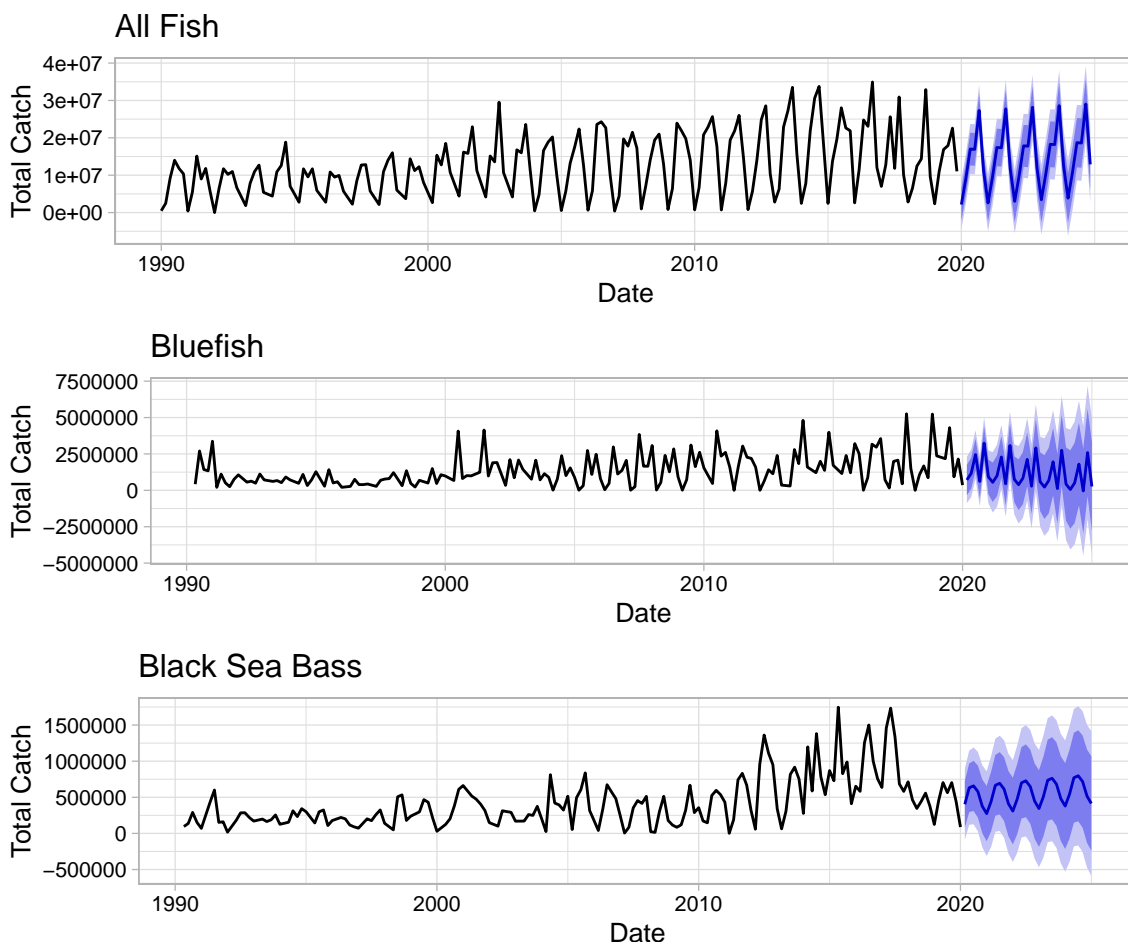 All Fish
Total Catch
4e+07
3e+07
2e+07
1e+07
0e+00
1990 2000 2010 2020
Date
Bluefish
Total Catch
7500000
5000000
2500000
0
−2500000
−5000000
1990 2000 2010 2020
Date
Black Sea Bass
Total Catch
1500000
1000000
500000
0
−500000
1990 2000 2010 2020
Date